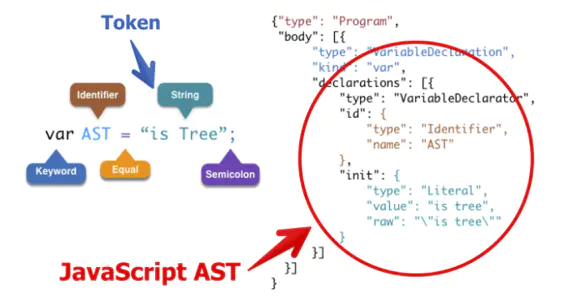 Token
Identifier
String
var AST = “is Tree”;
Keyword
Equal
Semicolon
JavaScript AST
{"type": "Program",
"body": [{
"type": "VariableDeclaration",
"kind": "var",
"declarations": [{
"type": "VariableDeclarator",
"id": {
"type": "Identifier",
"name": "AST"
},
"init": {
"type": "Literal",
"value": "is tree",
"raw": "\"is tree\""
}
}]
}]
}